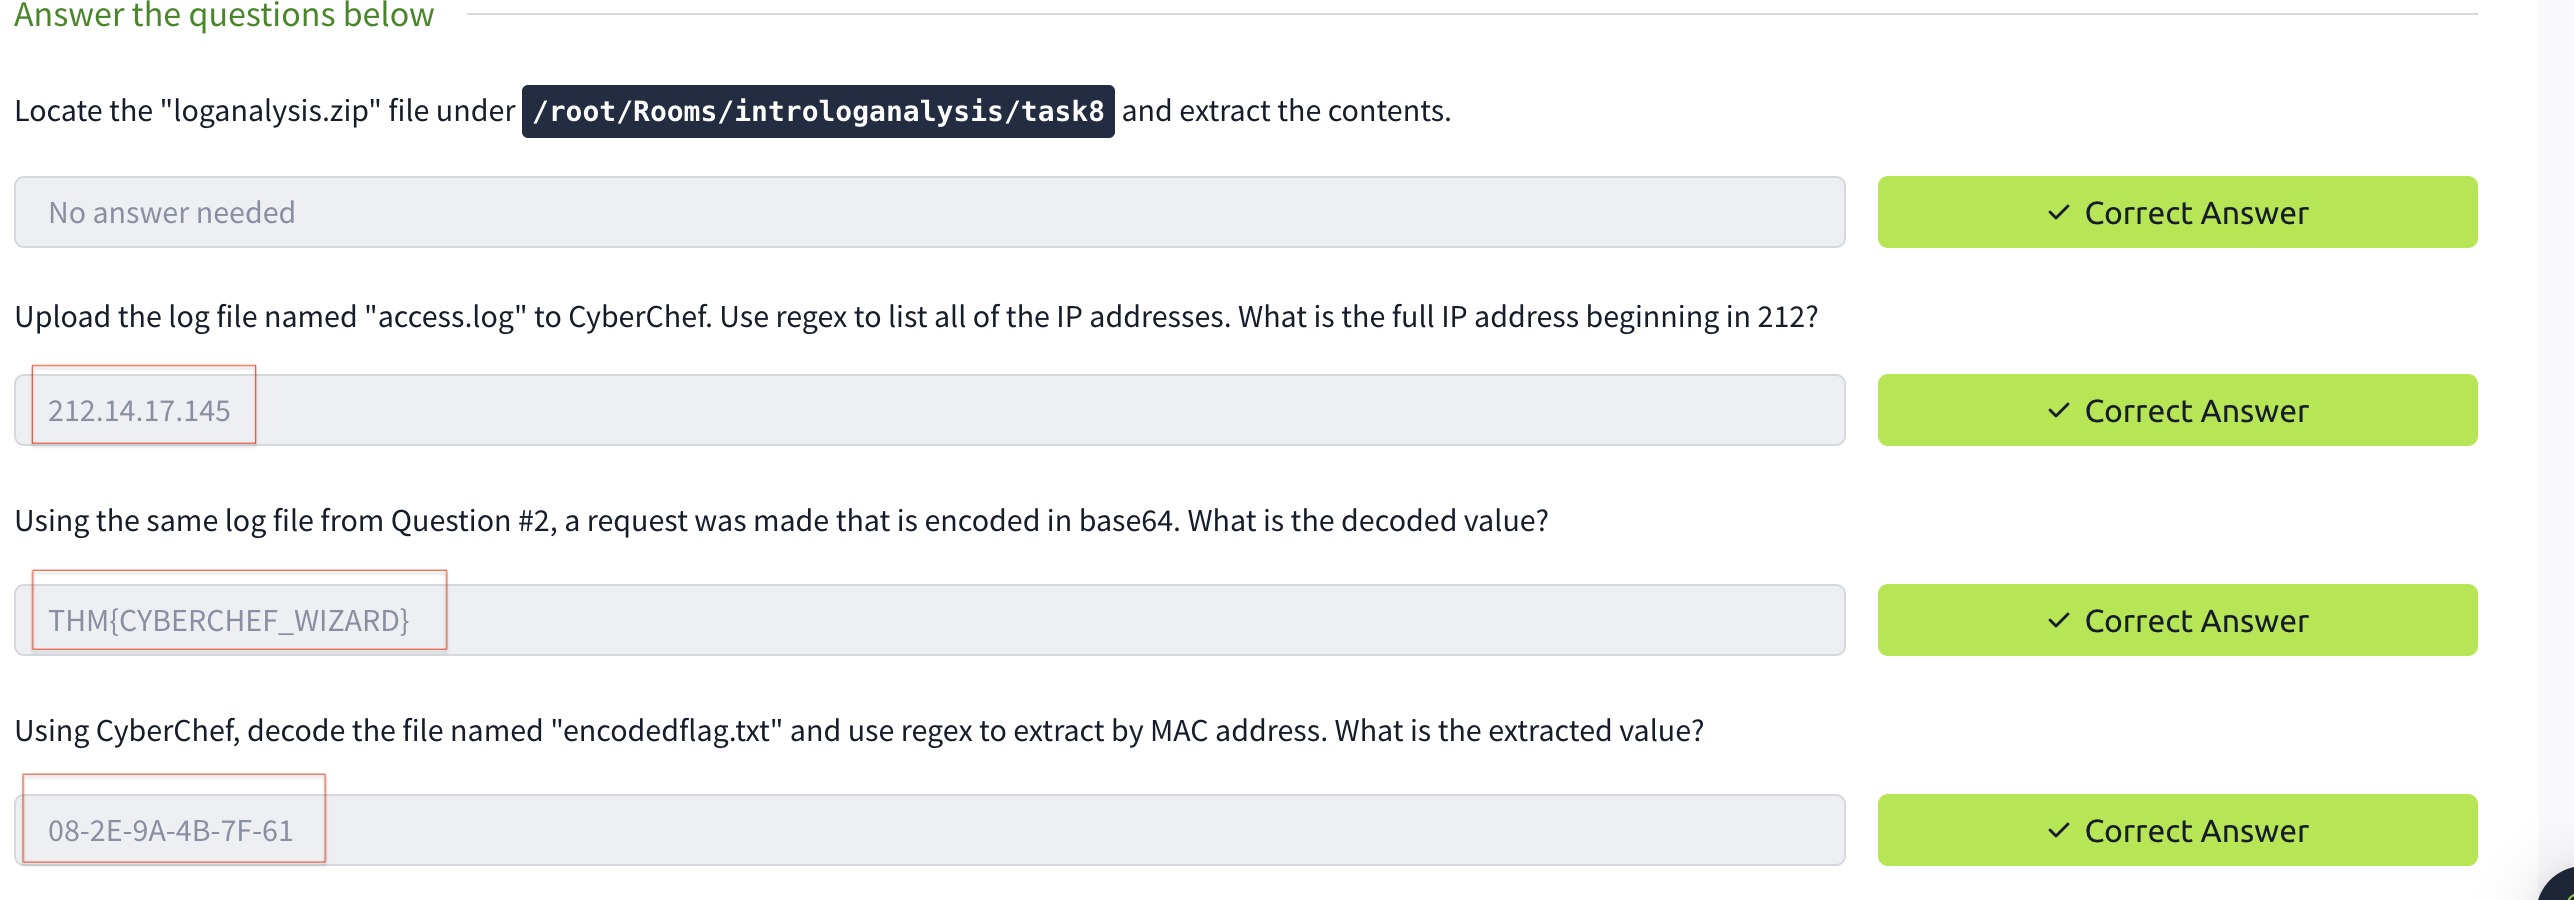 Answer the questions below
Locate the "loganalysis.zip" file under /root/Rooms/introloganalysis/task8 and extract the contents.
No answer needed
✓ Correct Answer
Upload the log file named "access.log" to CyberChef. Use regex to list all of the IP addresses. What is the full IP address beginning in 212?
212.14.17.145
✓ Correct Answer
Using the same log file from Question #2, a request was made that is encoded in base64. What is the decoded value?
THM{CYBERCHEF_WIZARD}
✓ Correct Answer
Using CyberChef, decode the file named "encodedflag.txt" and use regex to extract by MAC address. What is the extracted value?
08-2E-9A-4B-7F-61
✓ Correct Answer